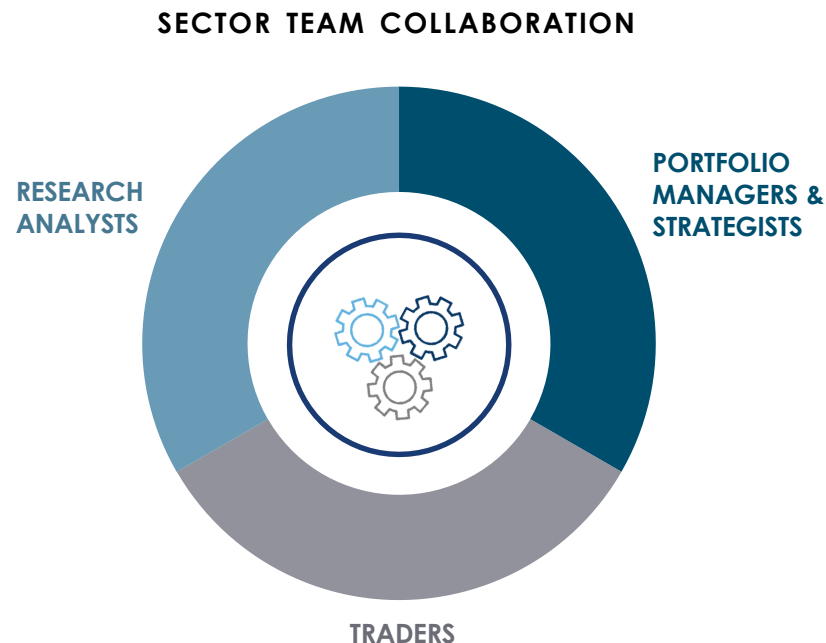 SECTOR TEAM COLLABORATION
RESEARCH
ANALYSTS
PORTFOLIO
MANAGERS &
STRATEGISTS
TRADERS